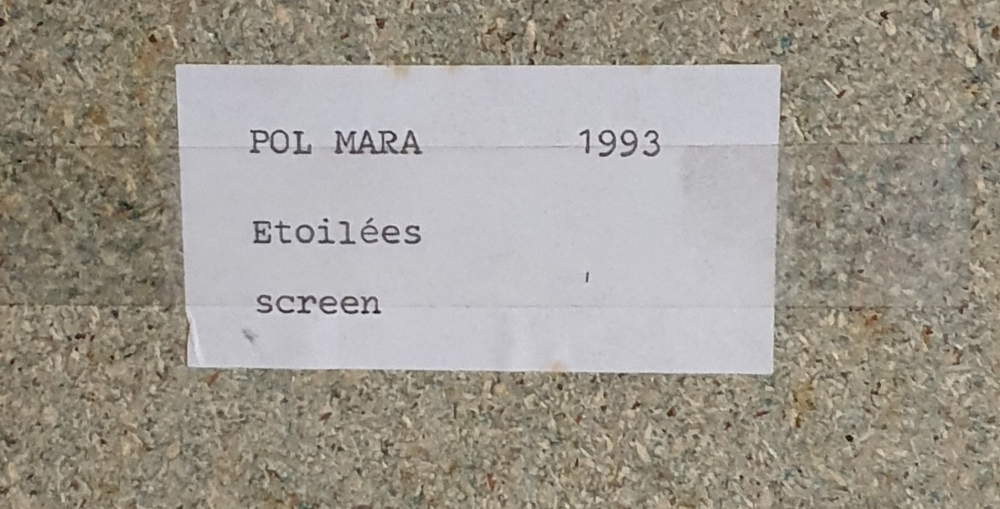 POL MARA 1993
Etoilées
screen